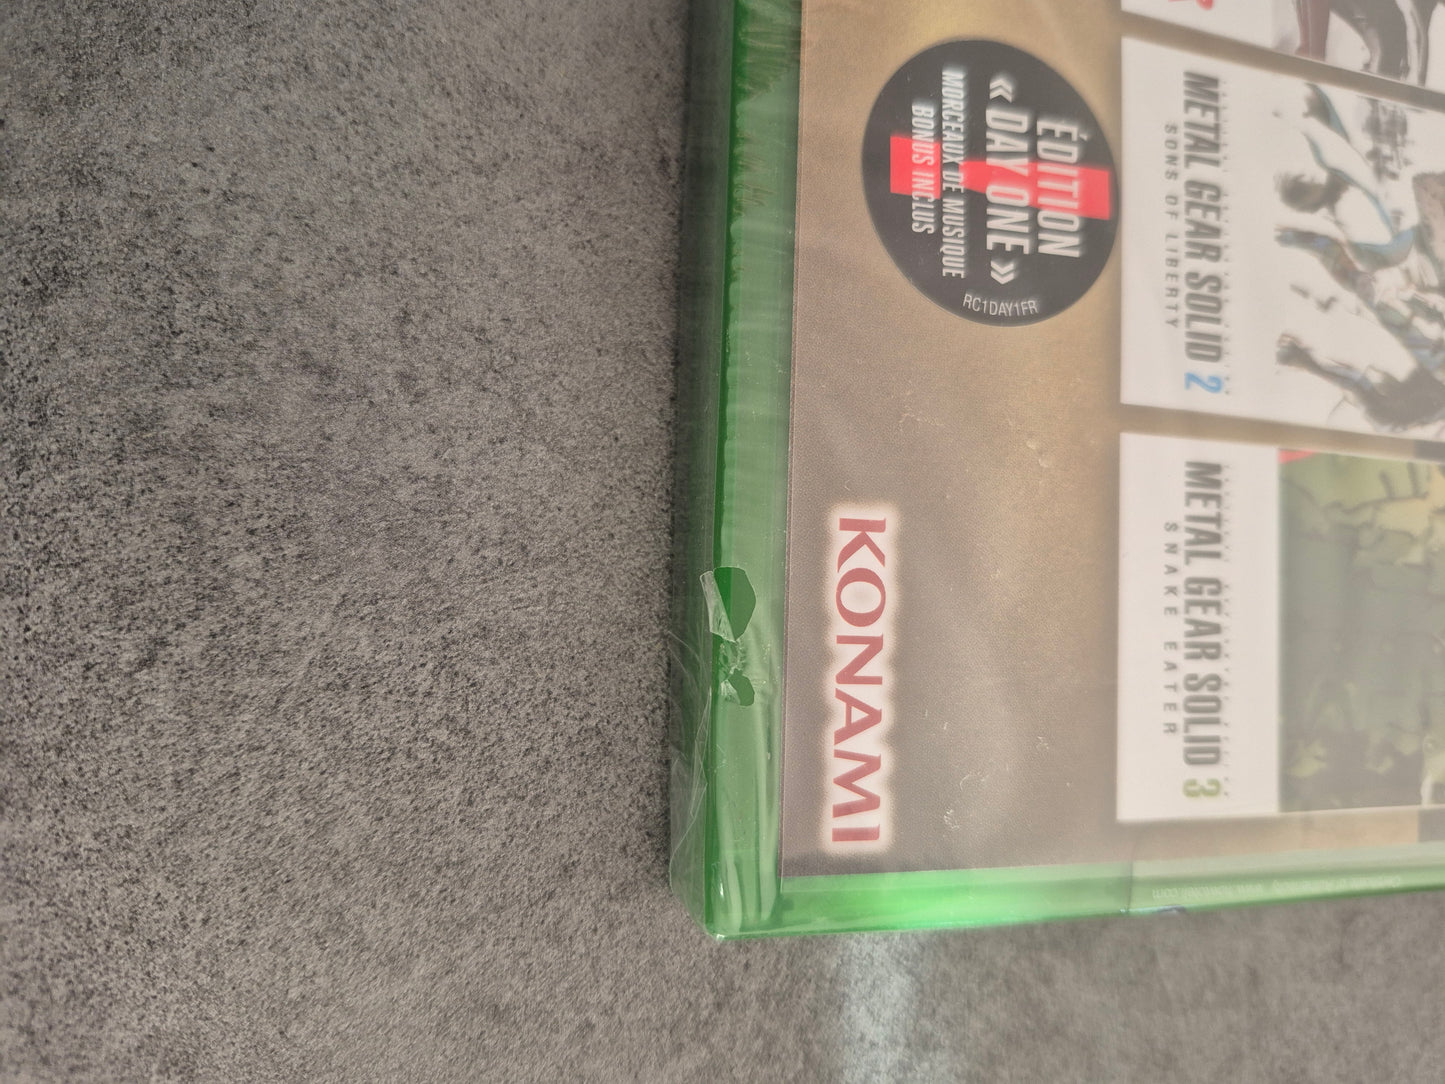 METAL GEAR SOLID 2
SONS OF LIBERTY
METAL GEAR SOLID 3
SNAKE EATER
ÉDITION
« DAY ONE »
MORCEAUX DE MUSIQUE
BONUS INCLUS
RC1DAY1FR
KONAMI